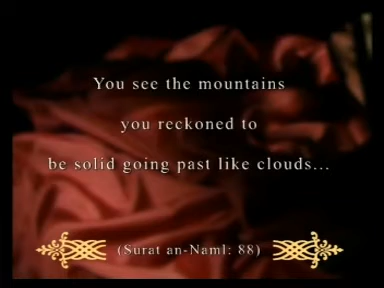 You see the mountains
you reckoned to
be solid going past like clouds...
(Surat an-Naml: 88)